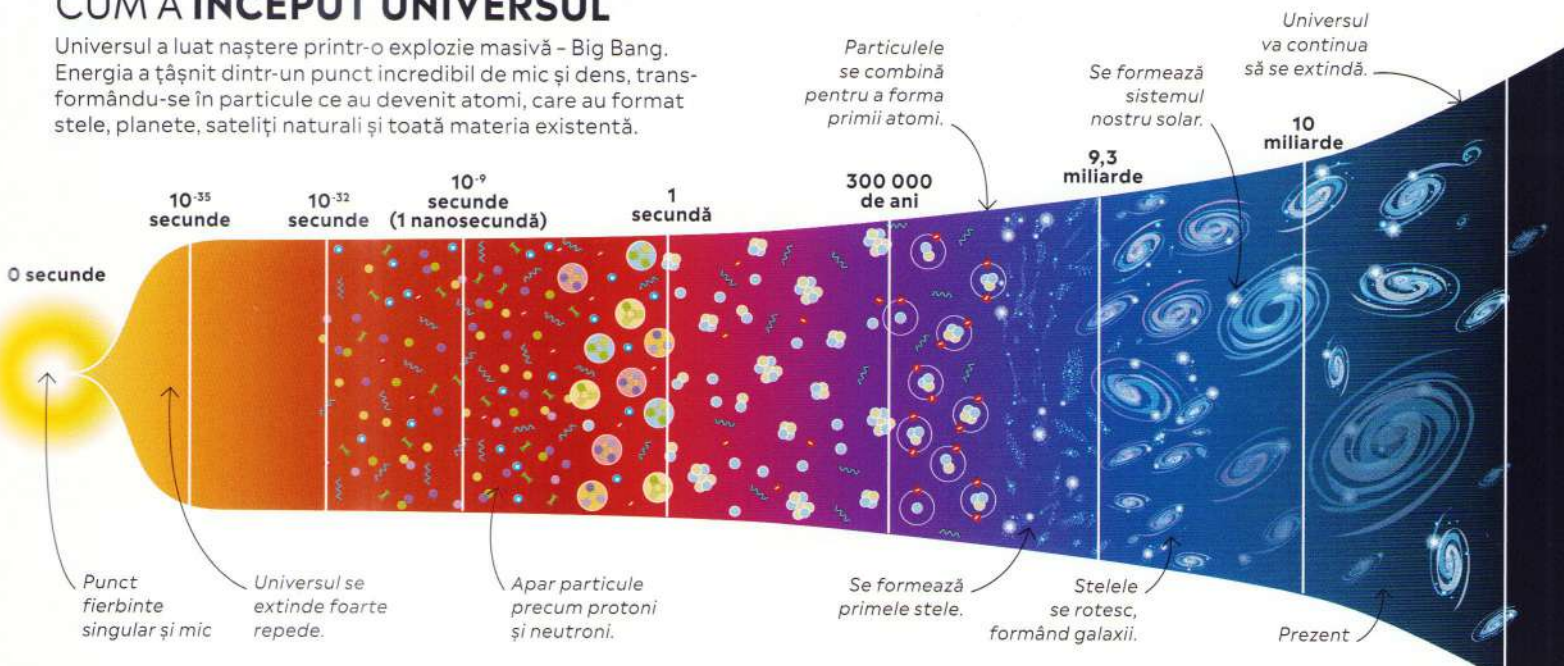 CUM A ÎNCEPUT UNIVERSUL
Universul a luat naștere printr-o explozie masivă – Big Bang.
Energia a țâșnit dintr-un punct incredibil de mic și dens, trans-
formându-se în particule ce au devenit atomi, care au format
stele, planete, sateliți naturali și toată materia existentă.
Particulele
se combină
pentru a forma
primii atomi.
Se formează
sistemul
nostru solar.
Universul
va continua
să se extindă.
0 secunde
10⁻³⁵
secunde
10⁻³²
secunde
10⁻⁹
secunde
(1 nanosecundă)
1
secundă
300 000
de ani
9,3
miliarde
10
miliarde
Punct
fierbinte
singular și mic
Universul se
extinde foarte
repede.
Apar particule
precum protoni
și neutroni.
Se formează
primele stele.
Stelele
se rotesc,
formând galaxii.
Prezent